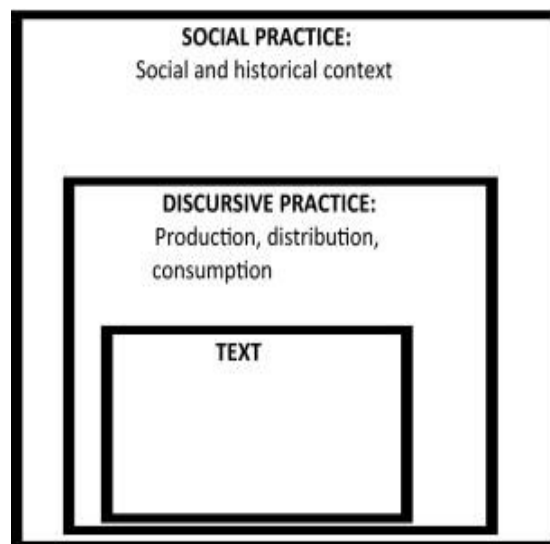 SOCIAL PRACTICE:
Social and historical context
DISCURSIVE PRACTICE:
Production, distribution,
consumption
TEXT